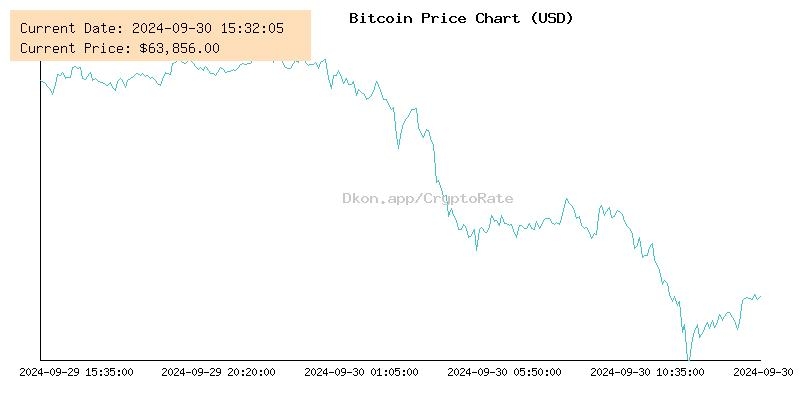 Bitcoin Price Chart (USD)
Current Date: 2024-09-30 15:32:05
Current Price: $63,856.00
Dkon.app/CryptoRate
2024-09-29 15:35:00 2024-09-29 20:20:00 2024-09-30 01:05:00 2024-09-30 05:50:00 2024-09-30 10:35:00 2024-09-30